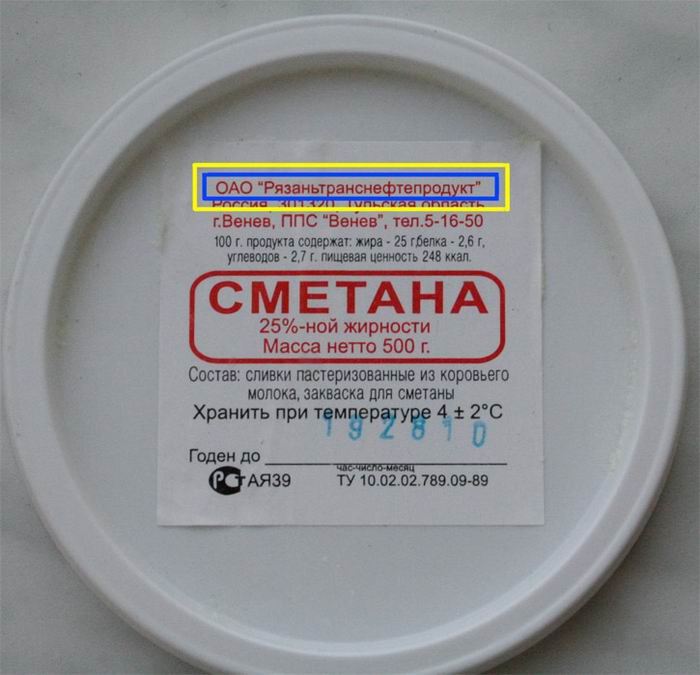 ОАО “Рязаньтранснефтепродукт”
Россия, 301320, Тульская область,
г.Венев, ППС “Венев”, тел.5-16-50
100 г. продукта содержат: жира - 25 г,белка - 2,6 г,
углеводов - 2,7 г. пищевая ценность 248 ккал.
СМЕТАНА
25%-ной жирности
Масса нетто 500 г.
Состав: сливки пастеризованные из коровьего
молока, закваска для сметаны
Хранить при температуре 4 ± 2°С
192810
Годен до
час-число-месяц
РСТ АЯ39 ТУ 10.02.02.789.09-89